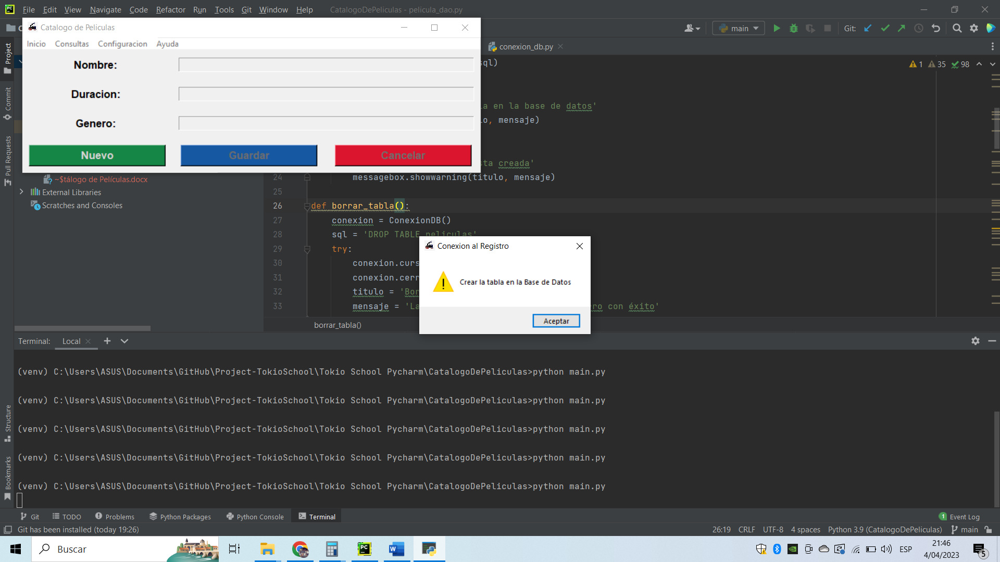 File Edit View Navigate Code Refactor Run Tools Git Window Help CatalogoDePeliculas - pelicula_dao.py
Catalogo de Peliculas
main Git:
Inicio Consultas Configuracion Ayuda
conexion_db.py
Nombre:
Duracion:
Genero:
Nuevo Guardar Cancelar
ql)
1 35 98
la en la base de datos'
o, mensaje)
sta creada'
24 messagebox.showwarning(titulo, mensaje)
25
26 def borrar_tabla():
27 conexion = ConexionDB()
28 sql = 'DROP TABLE peliculas'
29 try:
30 conexion.curs
31 conexion.cerr
32 titulo = 'Bor
33 mensaje = 'La rro con éxito'
borrar_tabla()
Project
Commit
Pull Requests
Structure
Bookmarks
~$tálogo de Películas.docx
External Libraries
Scratches and Consoles
Conexion al Registro
Crear la tabla en la Base de Datos
Aceptar
Terminal: Local
(venv) C:\Users\ASUS\Documents\GitHub\Project-TokioSchool\Tokio School Pycharm\CatalogoDePeliculas>python main.py
(venv) C:\Users\ASUS\Documents\GitHub\Project-TokioSchool\Tokio School Pycharm\CatalogoDePeliculas>python main.py
(venv) C:\Users\ASUS\Documents\GitHub\Project-TokioSchool\Tokio School Pycharm\CatalogoDePeliculas>python main.py
(venv) C:\Users\ASUS\Documents\GitHub\Project-TokioSchool\Tokio School Pycharm\CatalogoDePeliculas>python main.py
(venv) C:\Users\ASUS\Documents\GitHub\Project-TokioSchool\Tokio School Pycharm\CatalogoDePeliculas>python main.py
Git TODO Problems Python Packages Python Console Terminal 1 Event Log
Git has been installed (today 19:26) 26:19 CRLF UTF-8 4 spaces Python 3.9 (CatalogoDePeliculas) main
Buscar ESP 21:46
4/04/2023 5